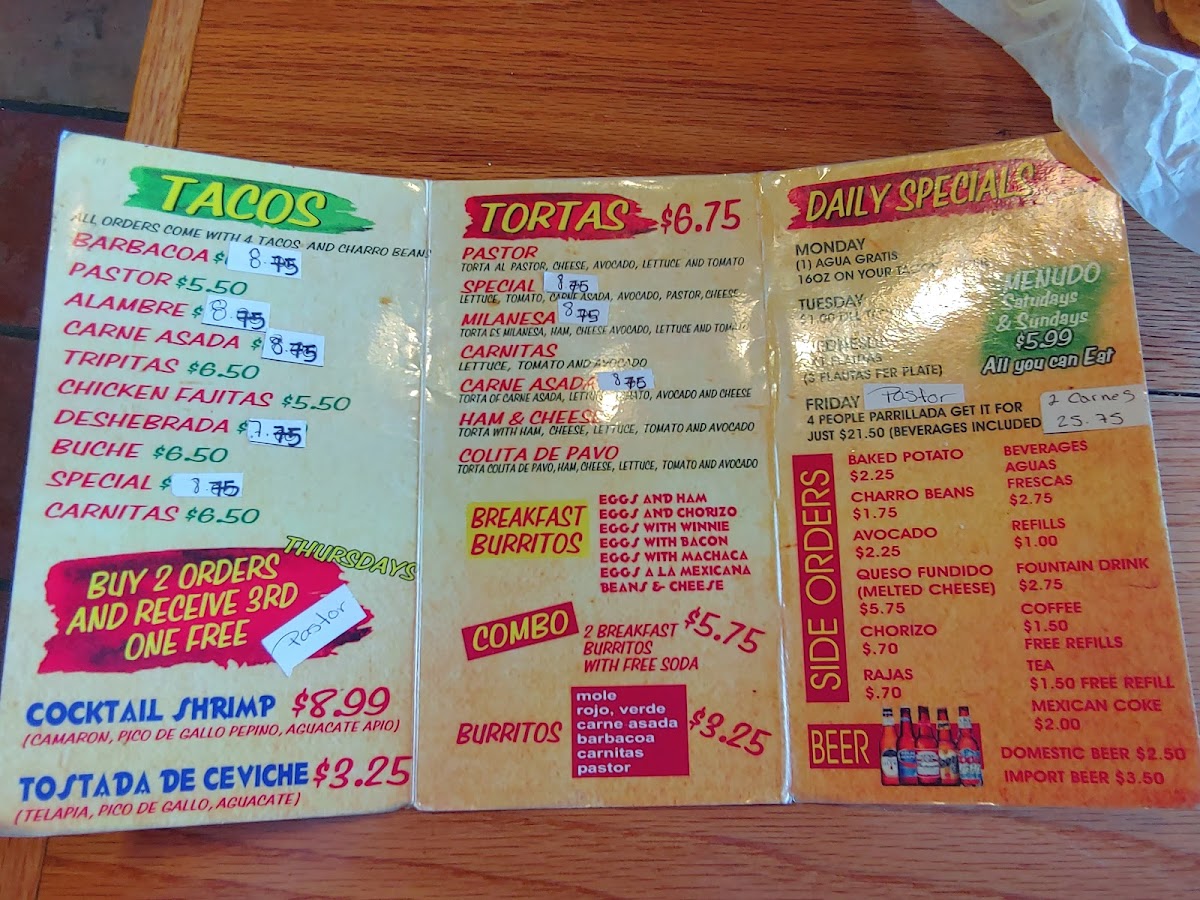 TACOS
ALL ORDERS COME WITH 4 TACOS AND CHARRO BEANS
BARBACOA $ 8.75
PASTOR $5.50
ALAMBRE $ 8.75
CARNE ASADA $ 8.75
TRIPITAS $6.50
CHICKEN FAJITAS $5.50
DESHEBRADA $ 7.75
BUCHE $6.50
SPECIAL $ 8.75
CARNITAS $6.50
THURSDAYS
BUY 2 ORDERS
AND RECEIVE 3RD
ONE FREE
Pastor
COCKTAIL SHRIMP $8.99
(CAMARON, PICO DE GALLO PEPINO, AGUACATE APIO)
TOSTADA DE CEVICHE $3.25
(TELAPIA, PICO DE GALLO, AGUACATE)
TORTAS $6.75
PASTOR
TORTA AL PASTOR, CHEESE, AVOCADO, LETTUCE AND TOMATO
SPECIAL 8.75
LETTUCE, TOMATO, CARNE ASADA, AVOCADO, PASTOR, CHEESE
MILANESA 8.75
TORTA ES MILANESA, HAM, CHEESE AVOCADO, LETTUCE AND TOMATO
CARNITAS
LETTUCE, TOMATO AND AVOCADO
CARNE ASADA 8.75
TORTA OF CARNE ASADA, LETTUCE, TOMATO, AVOCADO AND CHEESE
HAM & CHEESE
TORTA WITH HAM, CHEESE, LETTUCE, TOMATO AND AVOCADO
COLITA DE PAVO
TORTA COLITA DE PAVO, HAM, CHEESE, LETTUCE, TOMATO AND AVOCADO
BREAKFAST
BURRITOS
EGGS AND HAM
EGGS AND CHORIZO
EGGS WITH WINNIE
EGGS WITH BACON
EGGS WITH MACHACA
EGGS A LA MEXICANA
BEANS & CHEESE
COMBO
2 BREAKFAST
BURRITOS
WITH FREE SODA
$5.75
BURRITOS
mole
rojo, verde
carne asada
barbacoa
carnitas
pastor
$3.25
DAILY SPECIALS
MONDAY
(1) AGUA GRATIS
16OZ ON YOUR TACOS
TUESDAY
(3 FLAUTAS PER PLATE)
MENUDO
Satudays
& Sundays
$5.99
All you can Eat
FRIDAY Pastor
4 PEOPLE PARRILLADA GET IT FOR
JUST $21.50 (BEVERAGES INCLUDED
2 Carnes
25.75
SIDE ORDERS
BAKED POTATO
$2.25
CHARRO BEANS
$1.75
AVOCADO
$2.25
QUESO FUNDIDO
(MELTED CHEESE)
$5.75
CHORIZO
$.70
RAJAS
$.70
BEVERAGES
AGUAS
FRESCAS
$2.75
REFILLS
$1.00
FOUNTAIN DRINK
$2.75
COFFEE
$1.50
FREE REFILLS
TEA
$1.50 FREE REFILL
MEXICAN COKE
$2.00
BEER
DOMESTIC BEER $2.50
IMPORT BEER $3.50